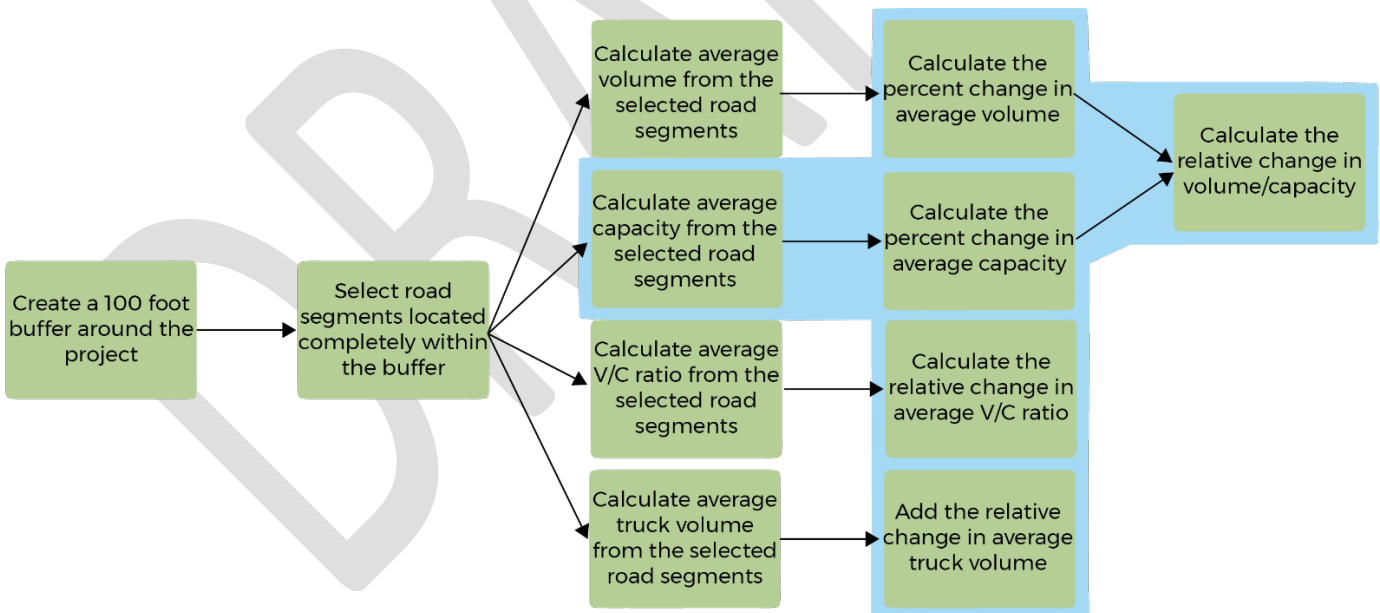 Create a 100 foot
buffer around the
project
Select road
segments located
completely within
the buffer
Calculate average
volume from the
selected road
segments
Calculate the
percent change in
average volume
Calculate average
capacity from the
selected road
segments
Calculate the
percent change in
average capacity
Calculate the
relative change in
volume/capacity
Calculate average
V/C ratio from the
selected road
segments
Calculate the
relative change in
average V/C ratio
Calculate average
truck volume
from the selected
road segments
Add the relative
change in average
truck volume